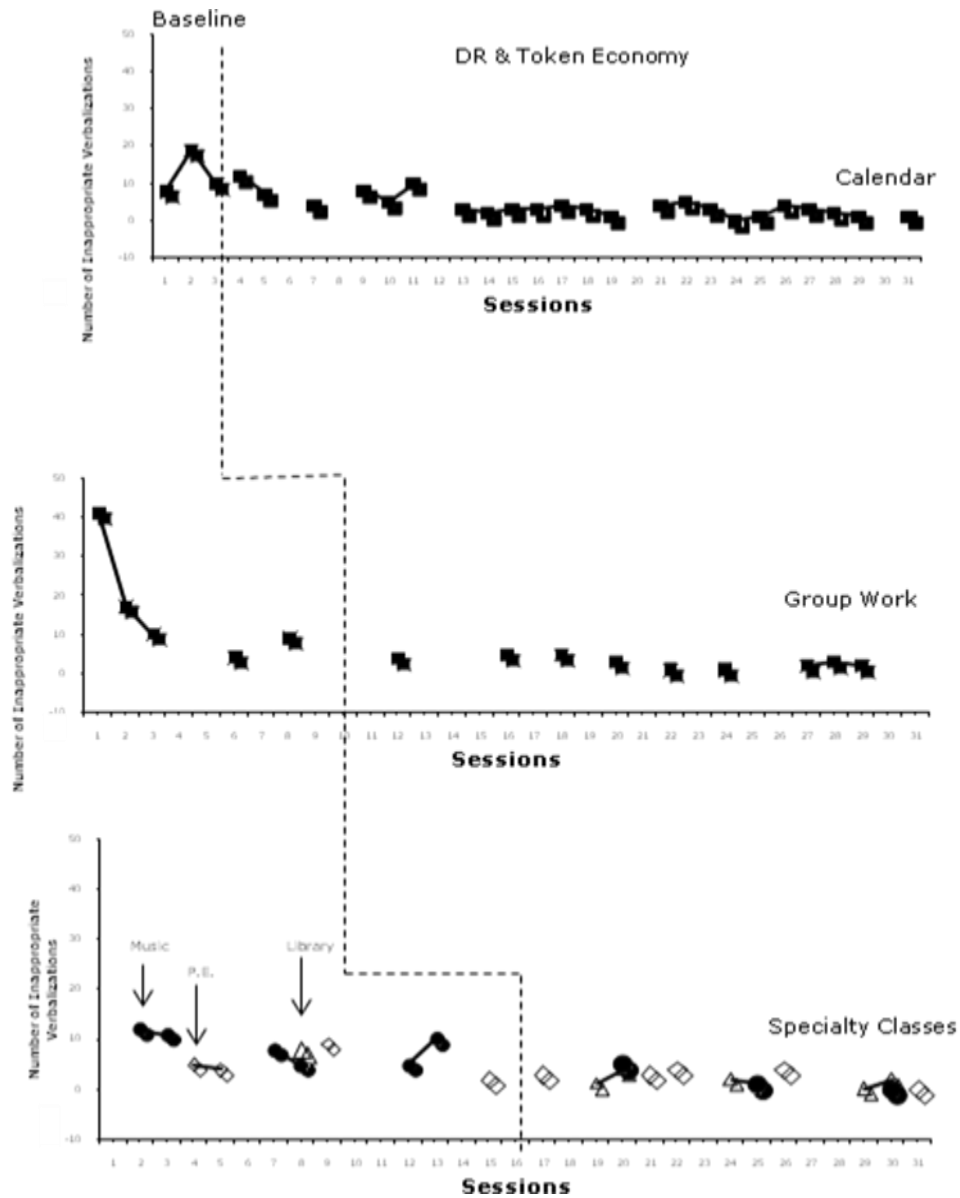 Baseline
DR & Token Economy
Number of Inappropriate Verbalizations
50
40
30
20
10
0
-10
Calendar
1 2 3 4 5 6 7 8 9 10 11 12 13 14 15 16 17 18 19 20 21 22 23 24 25 26 27 28 29 30 31
Sessions
Number of Inappropriate Verbalizations
50
40
30
20
10
0
-10
Group Work
1 2 3 4 5 6 7 8 9 10 11 12 13 14 15 16 17 18 19 20 21 22 23 24 25 26 27 28 29 30 31
Sessions
Number of Inappropriate
Verbalizations
50
40
30
20
10
0
-10
Music
P.E.
Library
Specialty Classes
1 2 3 4 5 6 7 8 9 10 11 12 13 14 15 16 17 18 19 20 21 22 23 24 25 26 27 28 29 30 31
Sessions